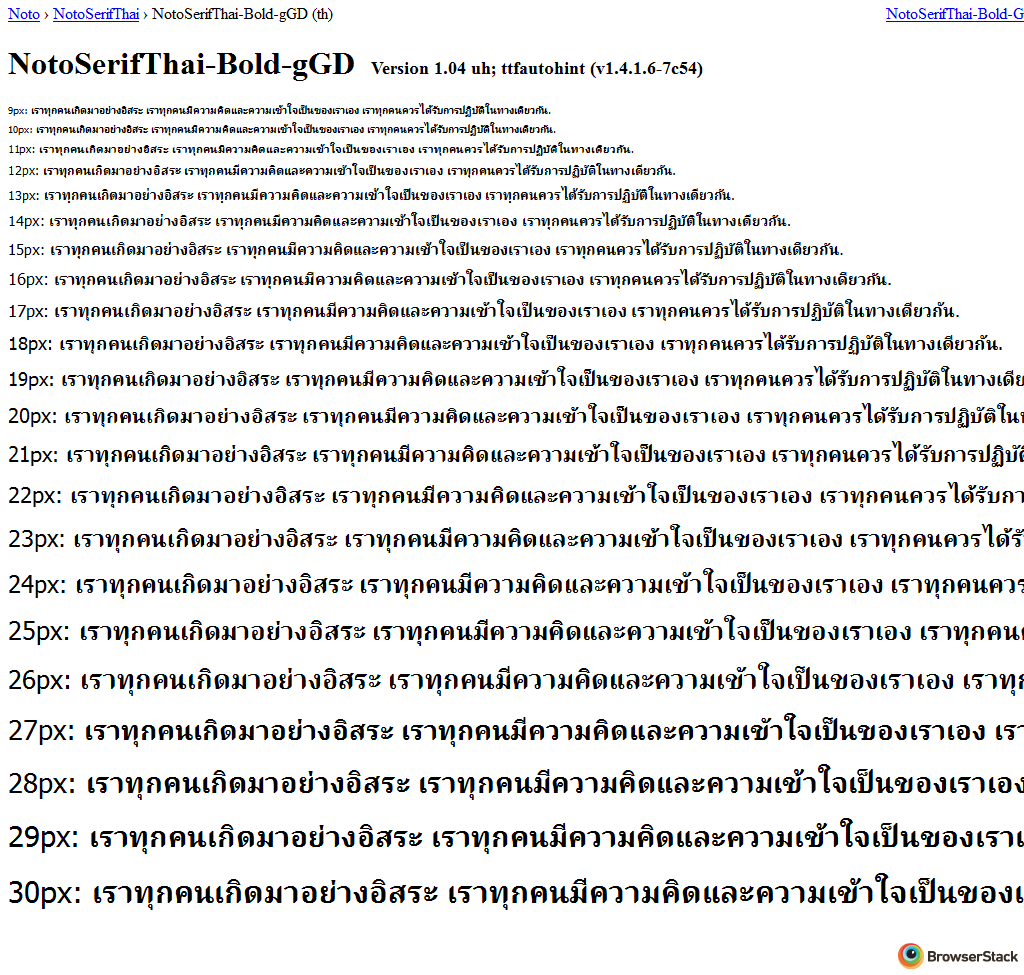 Noto › NotoSerifThai › NotoSerifThai-Bold-gGD (th) NotoSerifThai-Bold-G
NotoSerifThai-Bold-gGD Version 1.04 uh; ttfautohint (v1.4.1.6-7c54)
9px: เราทุกคนเกิดมาอย่างอิสระ เราทุกคนมีความคิดและความเข้าใจเป็นของเราเอง เราทุกคนควรได้รับการปฏิบัติในทางเดียวกัน.
10px: เราทุกคนเกิดมาอย่างอิสระ เราทุกคนมีความคิดและความเข้าใจเป็นของเราเอง เราทุกคนควรได้รับการปฏิบัติในทางเดียวกัน.
11px: เราทุกคนเกิดมาอย่างอิสระ เราทุกคนมีความคิดและความเข้าใจเป็นของเราเอง เราทุกคนควรได้รับการปฏิบัติในทางเดียวกัน.
12px: เราทุกคนเกิดมาอย่างอิสระ เราทุกคนมีความคิดและความเข้าใจเป็นของเราเอง เราทุกคนควรได้รับการปฏิบัติในทางเดียวกัน.
13px: เราทุกคนเกิดมาอย่างอิสระ เราทุกคนมีความคิดและความเข้าใจเป็นของเราเอง เราทุกคนควรได้รับการปฏิบัติในทางเดียวกัน.
14px: เราทุกคนเกิดมาอย่างอิสระ เราทุกคนมีความคิดและความเข้าใจเป็นของเราเอง เราทุกคนควรได้รับการปฏิบัติในทางเดียวกัน.
15px: เราทุกคนเกิดมาอย่างอิสระ เราทุกคนมีความคิดและความเข้าใจเป็นของเราเอง เราทุกคนควรได้รับการปฏิบัติในทางเดียวกัน.
16px: เราทุกคนเกิดมาอย่างอิสระ เราทุกคนมีความคิดและความเข้าใจเป็นของเราเอง เราทุกคนควรได้รับการปฏิบัติในทางเดียวกัน.
17px: เราทุกคนเกิดมาอย่างอิสระ เราทุกคนมีความคิดและความเข้าใจเป็นของเราเอง เราทุกคนควรได้รับการปฏิบัติในทางเดียวกัน.
18px: เราทุกคนเกิดมาอย่างอิสระ เราทุกคนมีความคิดและความเข้าใจเป็นของเราเอง เราทุกคนควรได้รับการปฏิบัติในทางเดียวกัน.
19px: เราทุกคนเกิดมาอย่างอิสระ เราทุกคนมีความคิดและความเข้าใจเป็นของเราเอง เราทุกคนควรได้รับการปฏิบัติในทางเดีย
20px: เราทุกคนเกิดมาอย่างอิสระ เราทุกคนมีความคิดและความเข้าใจเป็นของเราเอง เราทุกคนควรได้รับการปฏิบัติใน
21px: เราทุกคนเกิดมาอย่างอิสระ เราทุกคนมีความคิดและความเข้าใจเป็นของเราเอง เราทุกคนควรได้รับการปฏิบัติ
22px: เราทุกคนเกิดมาอย่างอิสระ เราทุกคนมีความคิดและความเข้าใจเป็นของเราเอง เราทุกคนควรได้รับกา
23px: เราทุกคนเกิดมาอย่างอิสระ เราทุกคนมีความคิดและความเข้าใจเป็นของเราเอง เราทุกคนควรได้รั
24px: เราทุกคนเกิดมาอย่างอิสระ เราทุกคนมีความคิดและความเข้าใจเป็นของเราเอง เราทุกคนควร
25px: เราทุกคนเกิดมาอย่างอิสระ เราทุกคนมีความคิดและความเข้าใจเป็นของเราเอง เราทุกคน
26px: เราทุกคนเกิดมาอย่างอิสระ เราทุกคนมีความคิดและความเข้าใจเป็นของเราเอง เราทุก
27px: เราทุกคนเกิดมาอย่างอิสระ เราทุกคนมีความคิดและความเข้าใจเป็นของเราเอง เรา
28px: เราทุกคนเกิดมาอย่างอิสระ เราทุกคนมีความคิดและความเข้าใจเป็นของเราเอง
29px: เราทุกคนเกิดมาอย่างอิสระ เราทุกคนมีความคิดและความเข้าใจเป็นของเราเ
30px: เราทุกคนเกิดมาอย่างอิสระ เราทุกคนมีความคิดและความเข้าใจเป็นของเ
BrowserStack